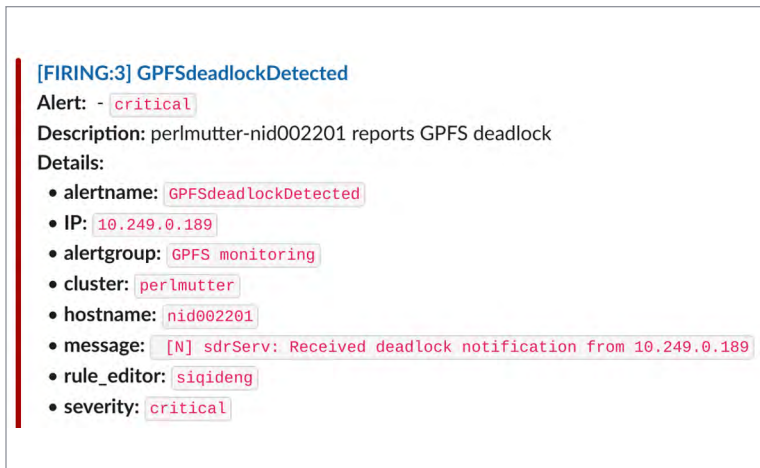 [FIRING:3] GPFSdeadlockDetected
Alert: - critical
Description: perlmutter-nid002201 reports GPFS deadlock
Details:
• alertname: GPFSdeadlockDetected
• IP: 10.249.0.189
• alertgroup: GPFS monitoring
• cluster: perlmutter
• hostname: nid002201
• message: [N] sdrServ: Received deadlock notification from 10.249.0.189
• rule_editor: siqideng
• severity: critical